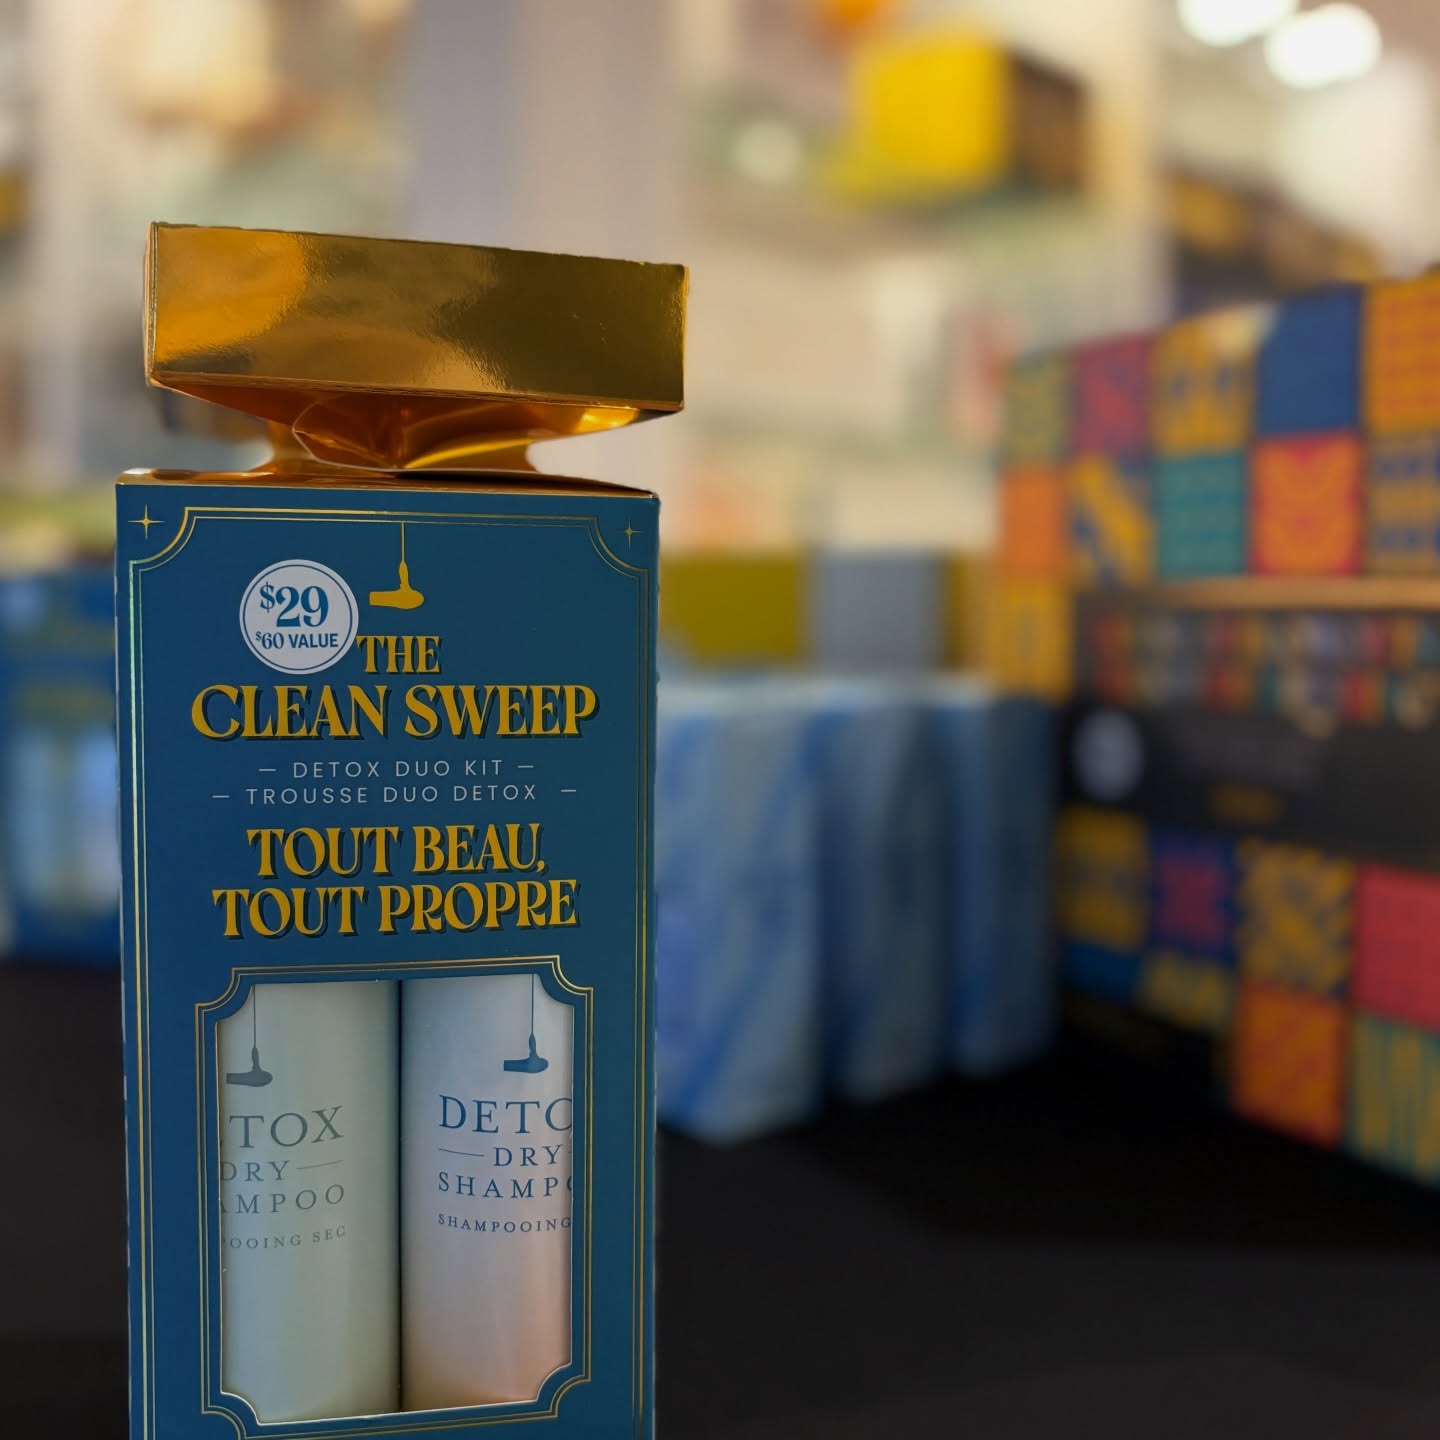 $29
$60 VALUE
THE
CLEAN SWEEP
— DETOX DUO KIT —
— TROUSSE DUO DETOX —
TOUT BEAU,
TOUT PROPRE
TOX
DRY
AMPOO
POOING SEC
DETO
DRY
SHAMPO
SHAMPOOING